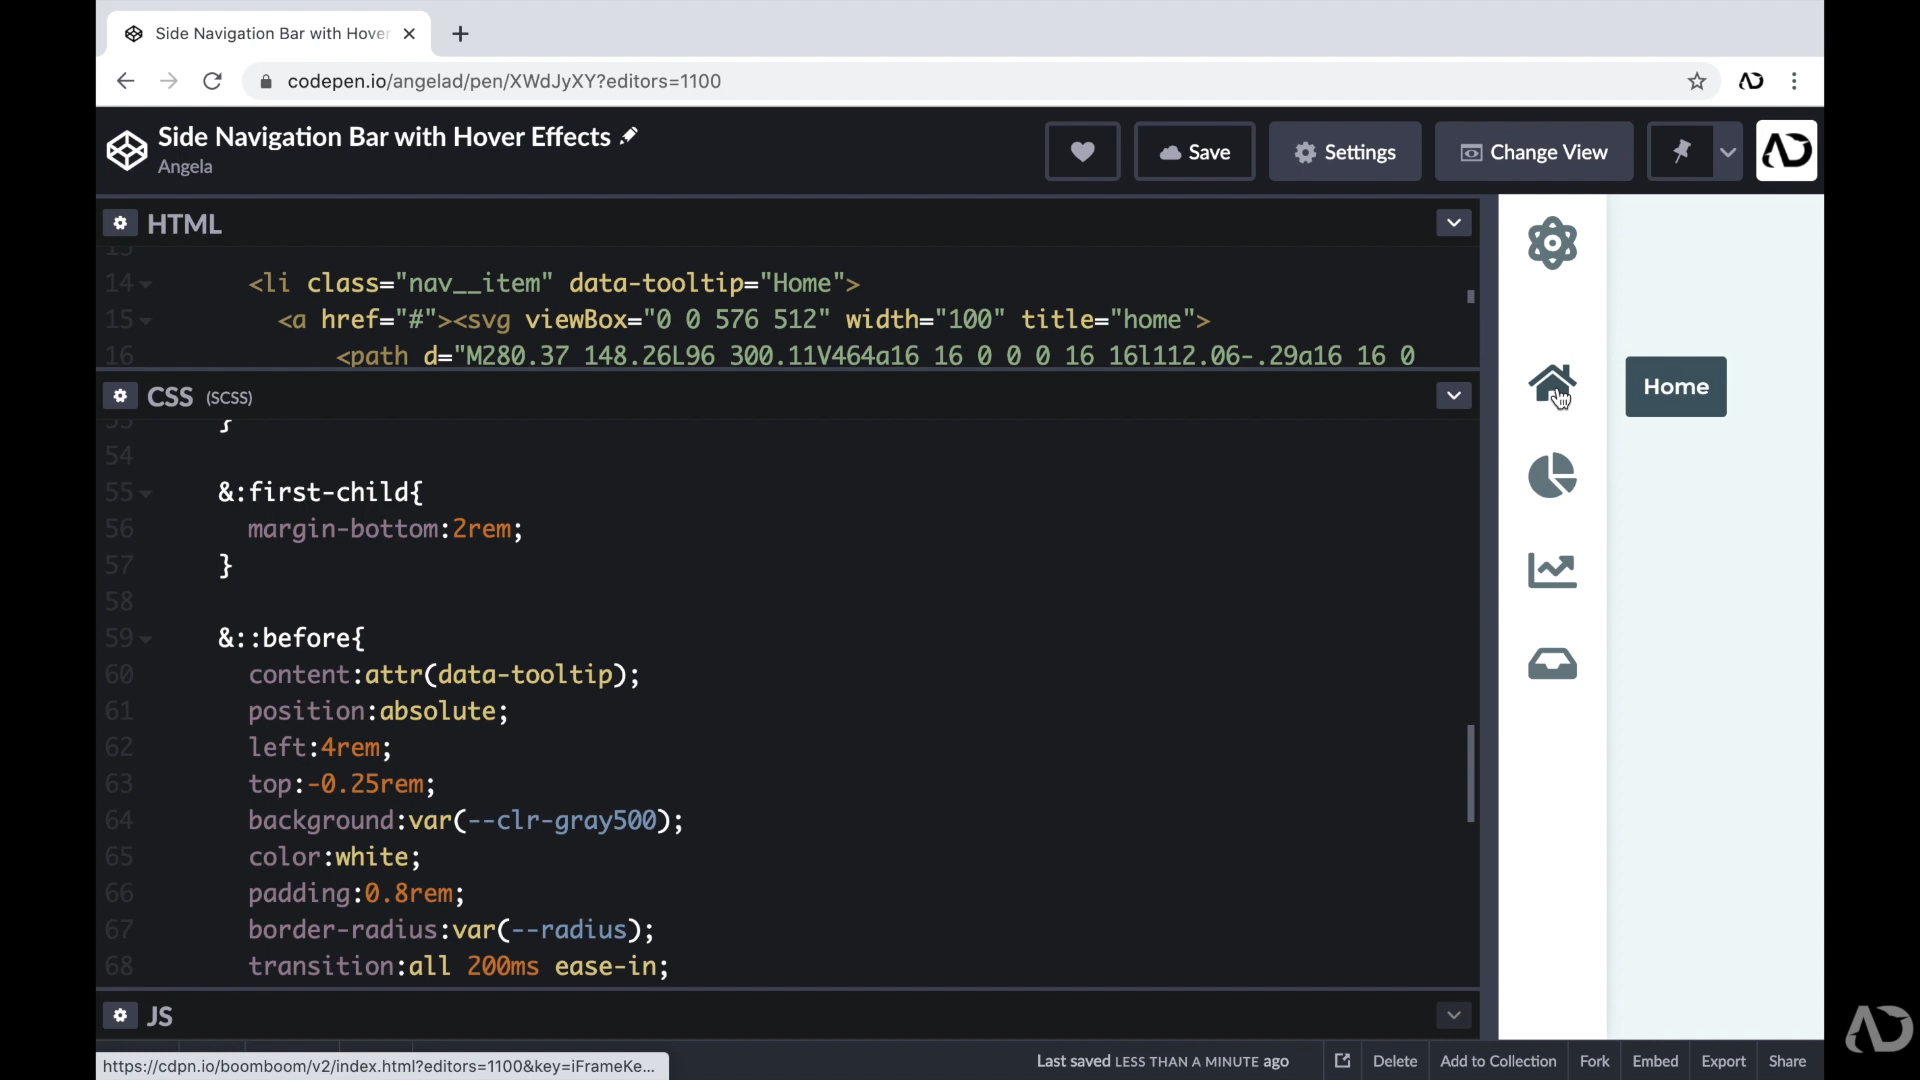 Side Navigation Bar with Hover
codepen.io/angelad/pen/XWdJyXY?editors=1100
Side Navigation Bar with Hover Effects
Angela
Save
Settings
Change View
HTML
14
<li class="nav__item" data-tooltip="Home">
15
<a href="#"><svg viewBox="0 0 576 512" width="100" title="home">
16
<path d="M280.37 148.26L96 300.11V464a16 16 0 0 0 16 16l112.06-.29a16 16 0
CSS (SCSS)
}
54
55
&:first-child{
56
margin-bottom:2rem;
57
}
58
59
&::before{
60
content:attr(data-tooltip);
61
position:absolute;
62
left:4rem;
63
top:-0.25rem;
64
background:var(--clr-gray500);
65
color:white;
66
padding:0.8rem;
67
border-radius:var(--radius);
68
transition:all 200ms ease-in;
Home
JS
https://cdpn.io/boomboom/v2/index.html?editors=1100&key=iFrameKe...
Last saved LESS THAN A MINUTE ago
Delete
Add to Collection
Fork
Embed
Export
Share